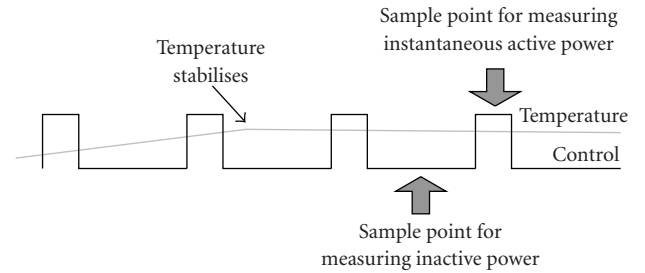 Sample point for measuring
instantaneous active power
Temperature
stabilises
Temperature
Control
Sample point for
measuring inactive power